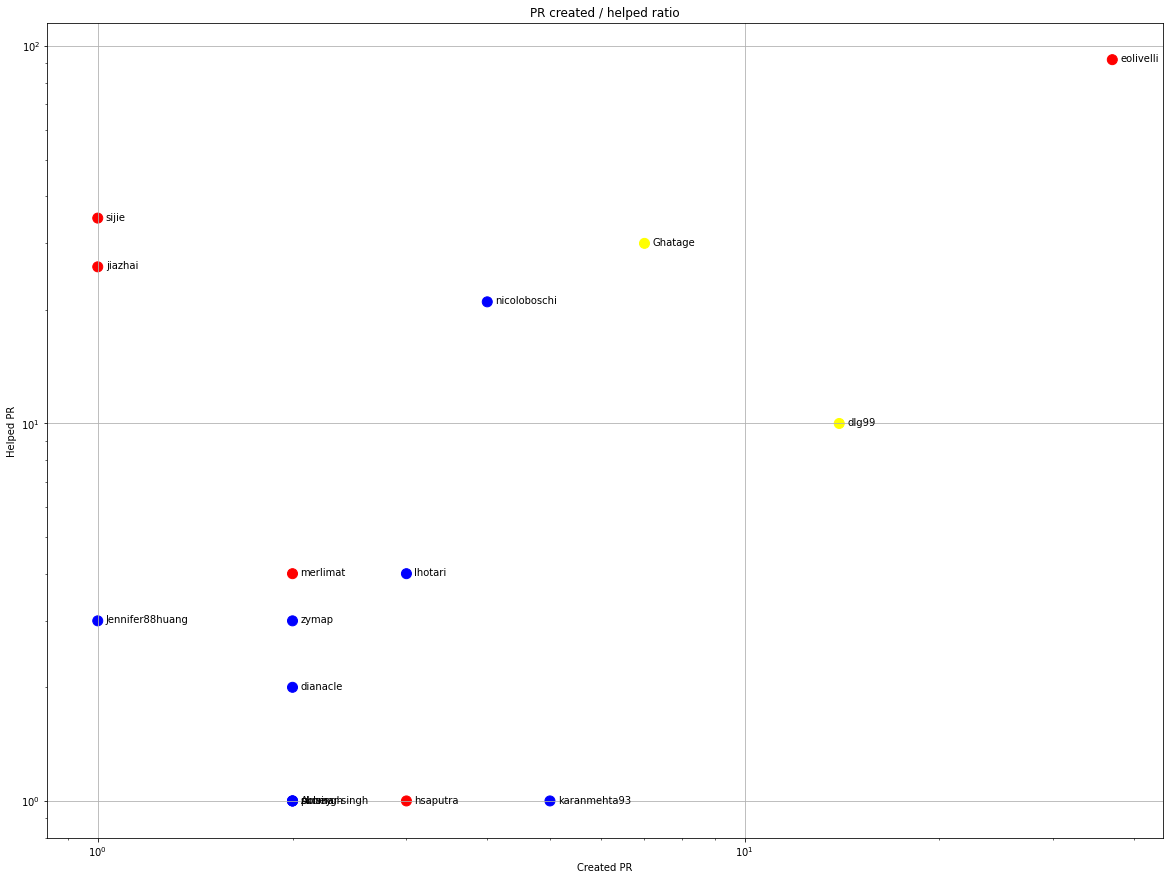 PR created / helped ratio
10²
eolivelli
sijie
Ghatage
jiazhai
nicoloboschi
Helped PR
10¹
dlg99
merlimat
lhotari
Jennifer88huang
zymap
dianacle
10⁰
hsaputra
karanmehta93
10⁰
10¹
Created PR